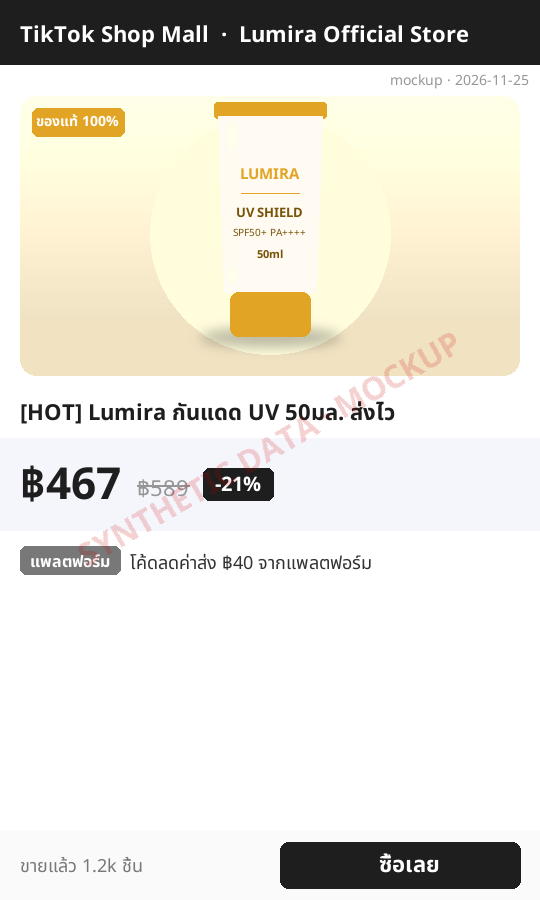 TikTok Shop Mall · Lumira Official Store
mockup · 2026-11-25
ของแท้ 100%
LUMIRA
UV SHIELD
SPF50+ PA++++
50ml
[HOT] Lumira กันแดด UV 50มล. ส่งไว
฿467 ฿589 -21%
SYNTHETIC DATA · MOCKUP
แพลตฟอร์ม โค้ดลดค่าส่ง ฿40 จากแพลตฟอร์ม
ขายแล้ว 1.2k ชิ้น
ซื้อเลย